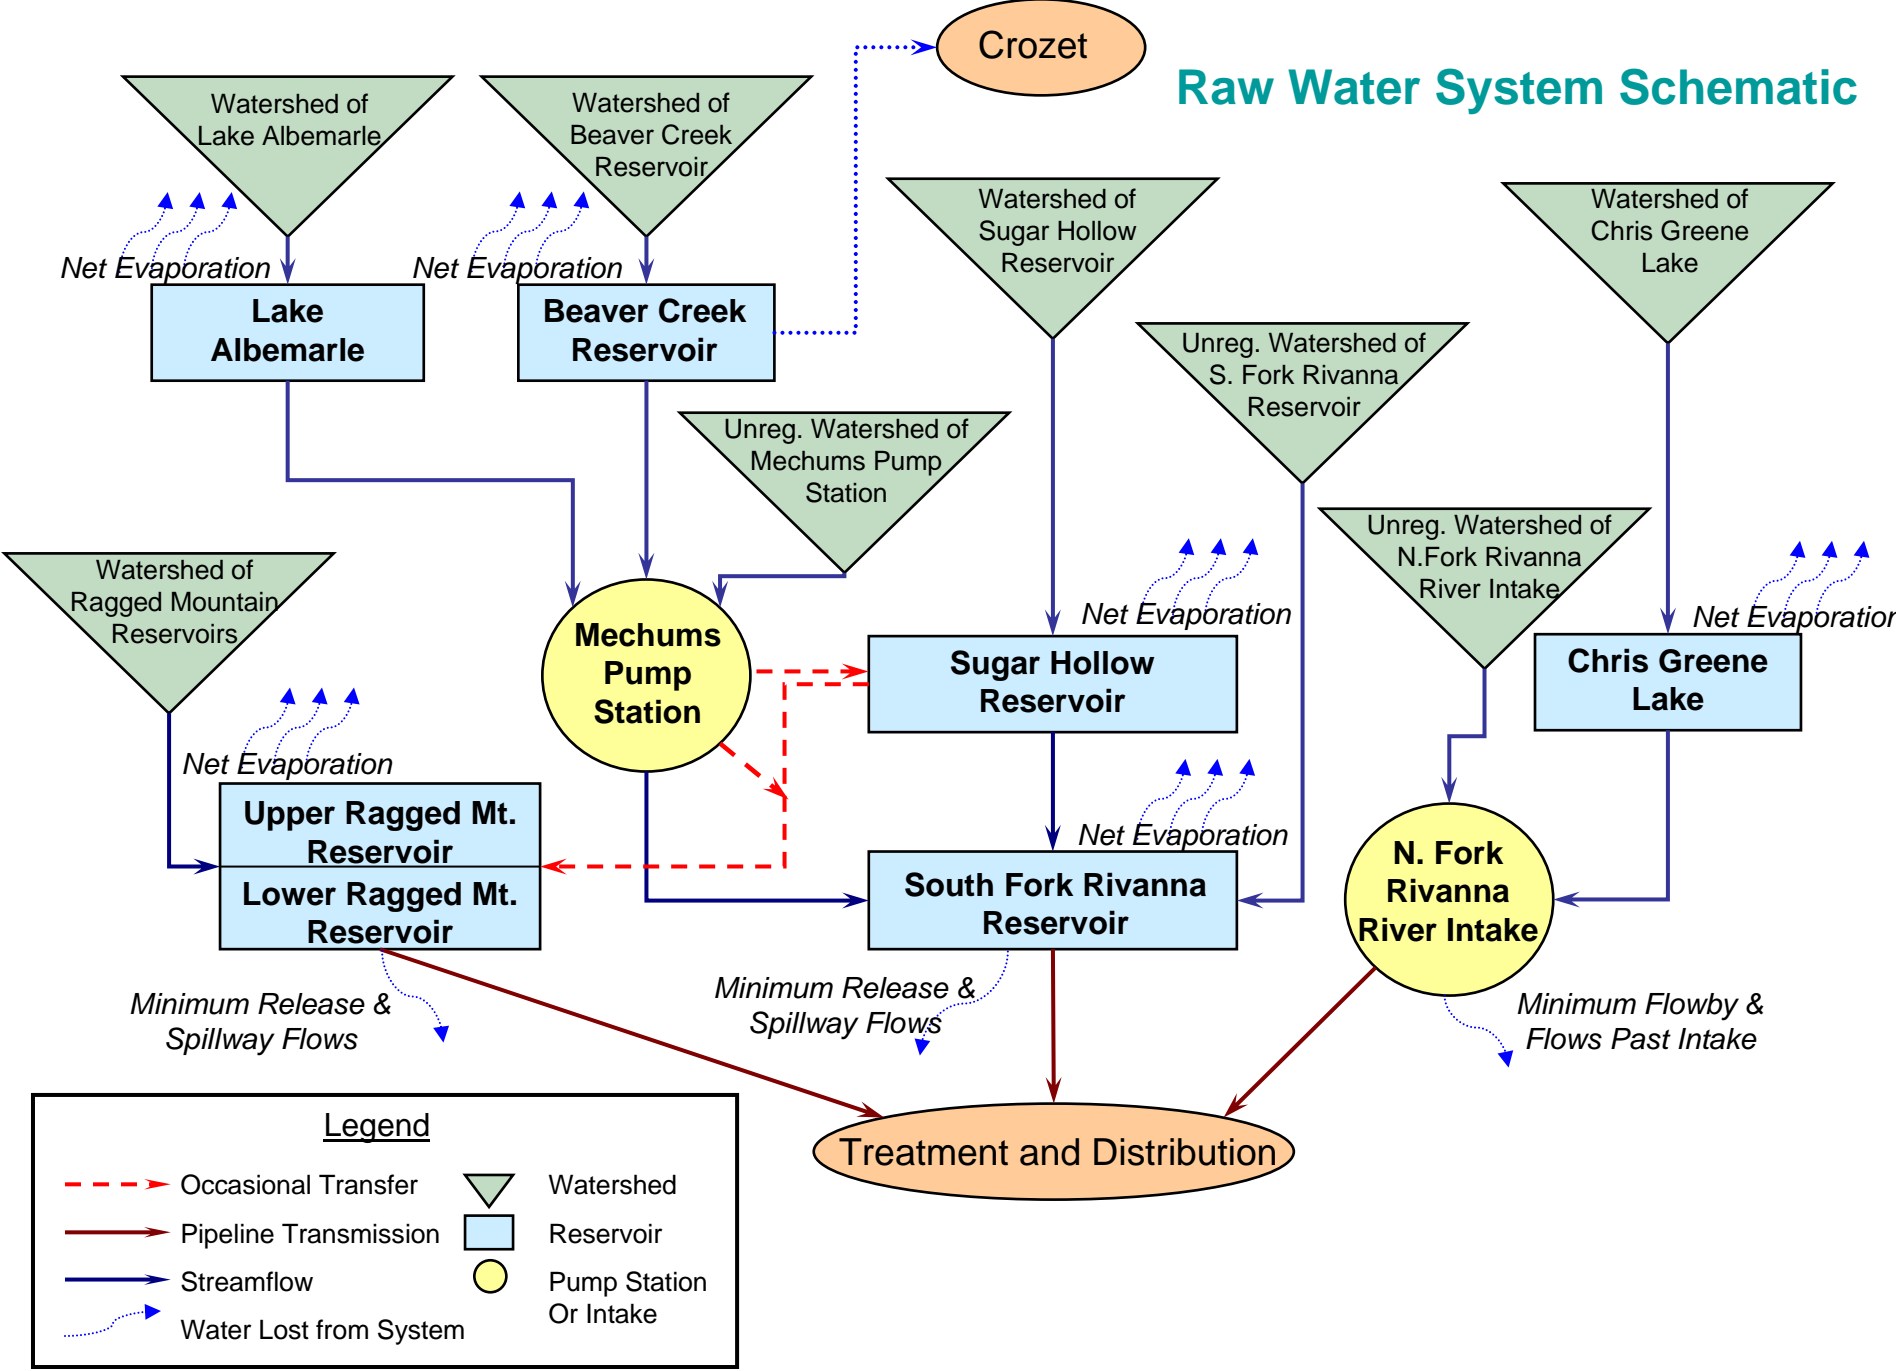 Crozet
Raw Water System Schematic
Watershed of
Lake Albemarle
Watershed of
Beaver Creek
Reservoir
Watershed of
Sugar Hollow
Reservoir
Watershed of
Chris Greene
Lake
Net Evaporation
Net Evaporation
Lake
Albemarle
Beaver Creek
Reservoir
Unreg. Watershed of
S. Fork Rivanna
Reservoir
Unreg. Watershed of
Mechums Pump
Station
Unreg. Watershed of
N.Fork Rivanna
River Intake
Watershed of
Ragged Mountain
Reservoirs
Net Evaporation
Net Evaporation
Mechums
Pump
Station
Sugar Hollow
Reservoir
Chris Greene
Lake
Net Evaporation
Upper Ragged Mt.
Reservoir
Lower Ragged Mt.
Reservoir
Net Evaporation
South Fork Rivanna
Reservoir
N. Fork
Rivanna
River Intake
Minimum Release &
Spillway Flows
Minimum Release &
Spillway Flows
Minimum Flowby &
Flows Past Intake
Treatment and Distribution
Legend
Occasional Transfer
Watershed
Pipeline Transmission
Reservoir
Streamflow
Pump Station
Or Intake
Water Lost from System